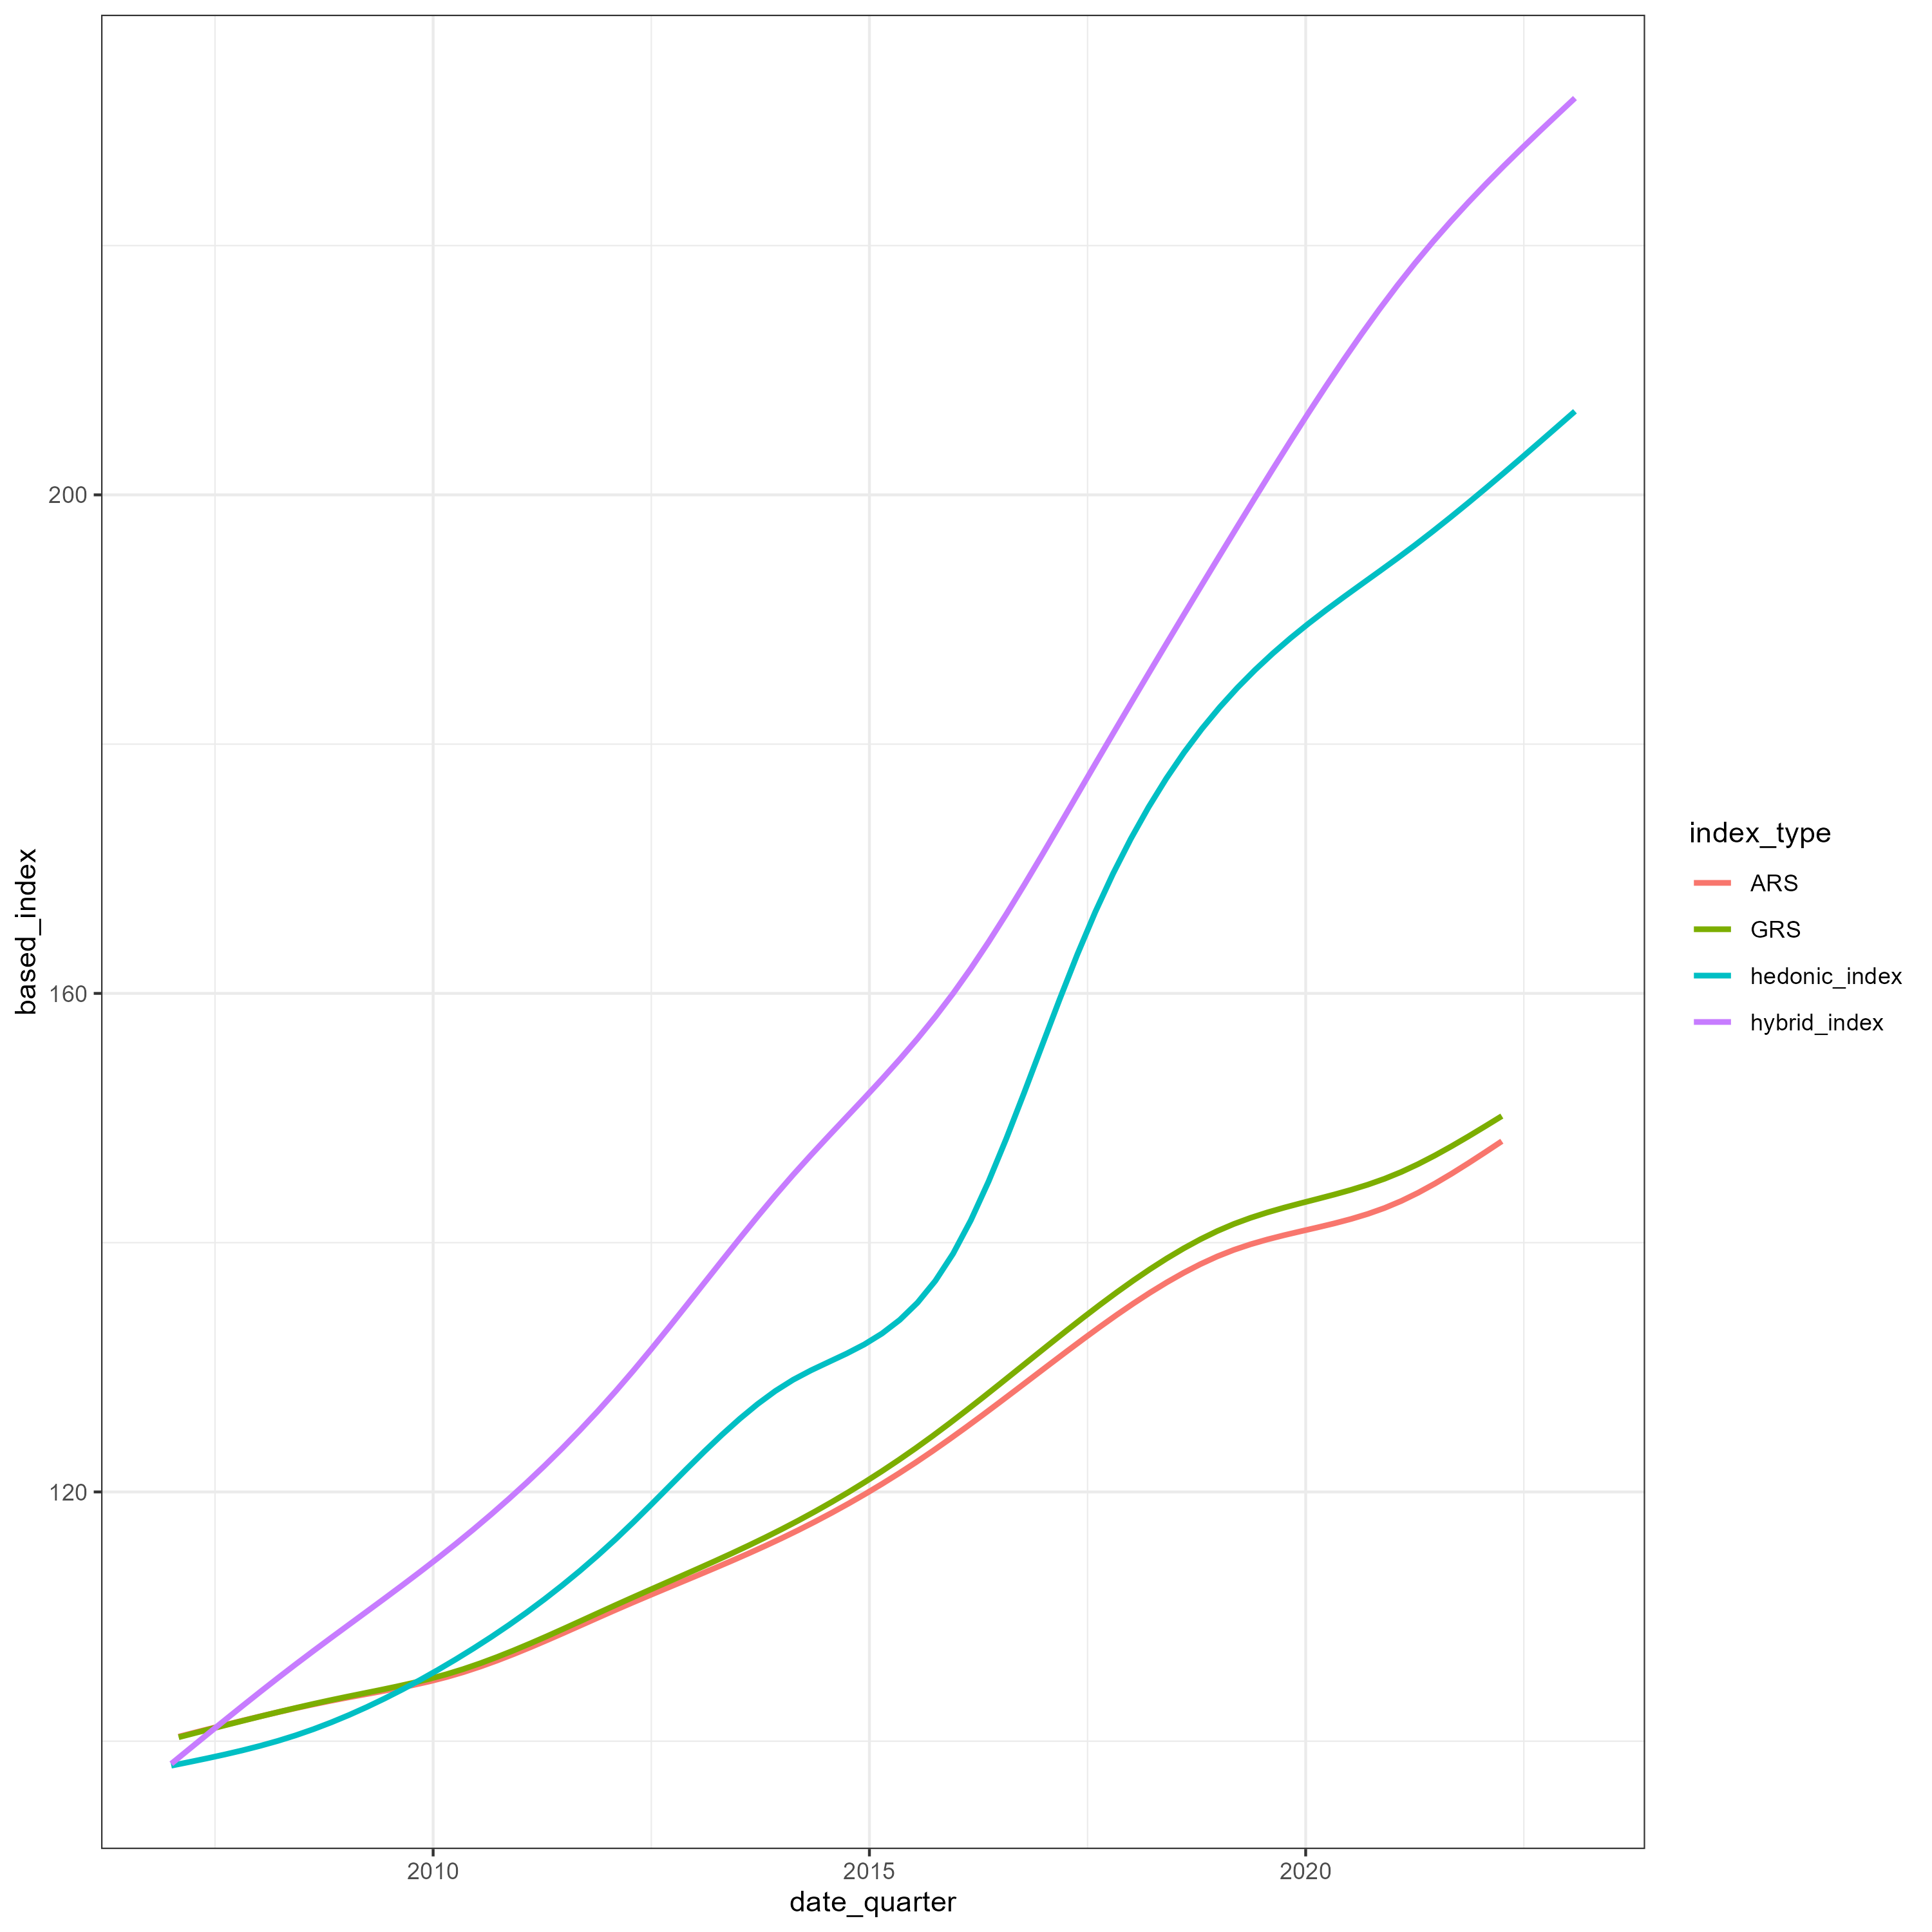 based_index
200
160
120
2010
2015
2020
date_quarter
index_type
ARS
GRS
hedonic_index
hybrid_index